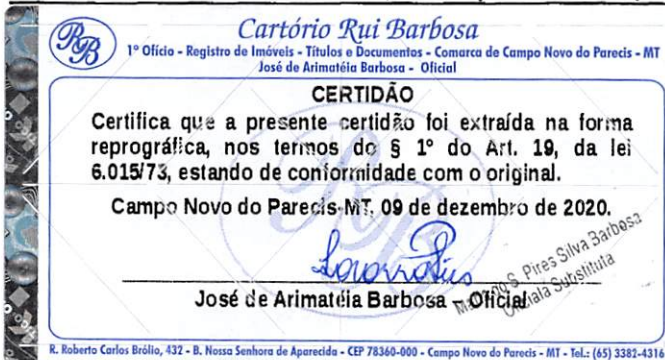 RB
Cartório Rui Barbosa
1º Ofício - Registro de Imóveis - Títulos e Documentos - Comarca de Campo Novo do Parecis - MT
José de Arimatéia Barbosa - Oficial
CERTIDÃO
Certifica que a presente certidão foi extraída na forma
reprográfica, nos termos do § 1º do Art. 19, da lei
6.015/73, estando de conformidade com o original.
Campo Novo do Parecis-MT, 09 de dezembro de 2020.
José de Arimatéia Barbosa - Oficial
S. Pires Silva Barbosa
Oficiala Substituta
R. Roberto Carlos Brólio, 432 - B. Nossa Senhora de Aparecida - CEP 78360-000 - Campo Novo do Parecis - MT - Tel.: (65) 3382-4516